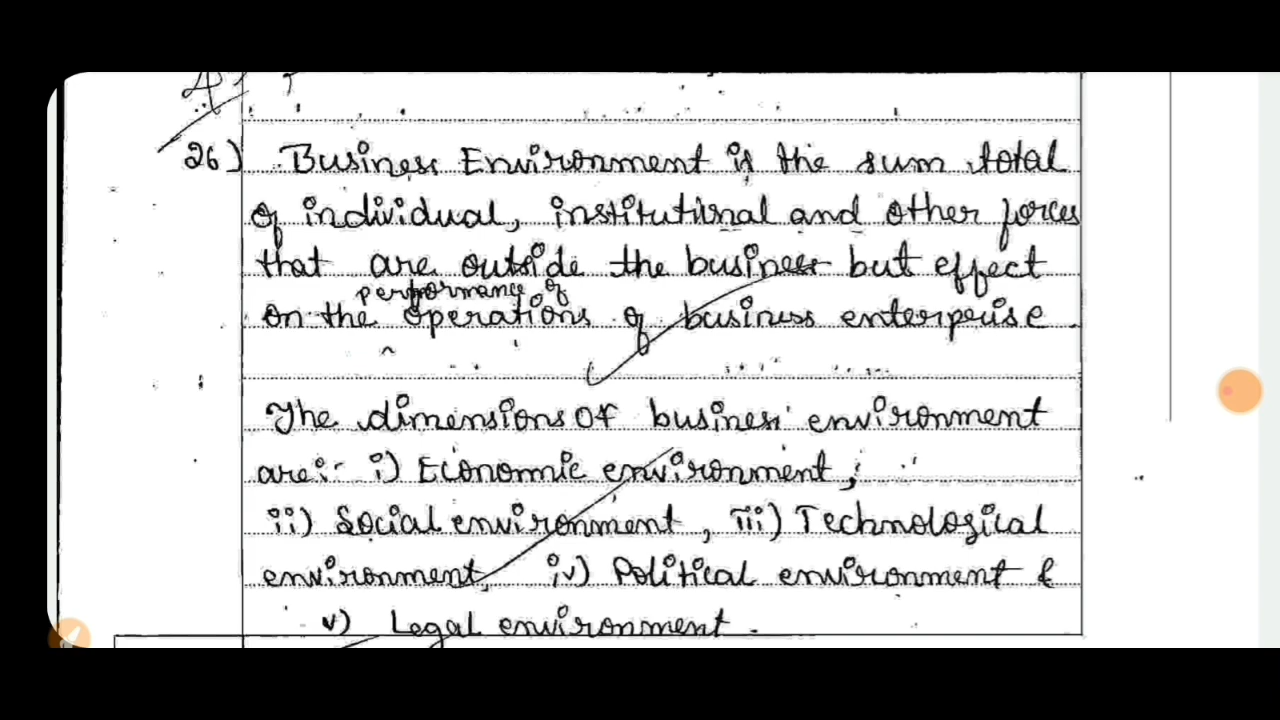 26) Business Environment is the sum total
of individual, institutional and other forces
that are outside the business but effect
performance of
on the operations of business enterprise.
The dimensions of business environment
are:- i) Economic environment,
ii) Social environment, iii) Technological
environment, iv) Political environment &
v) Legal environment.